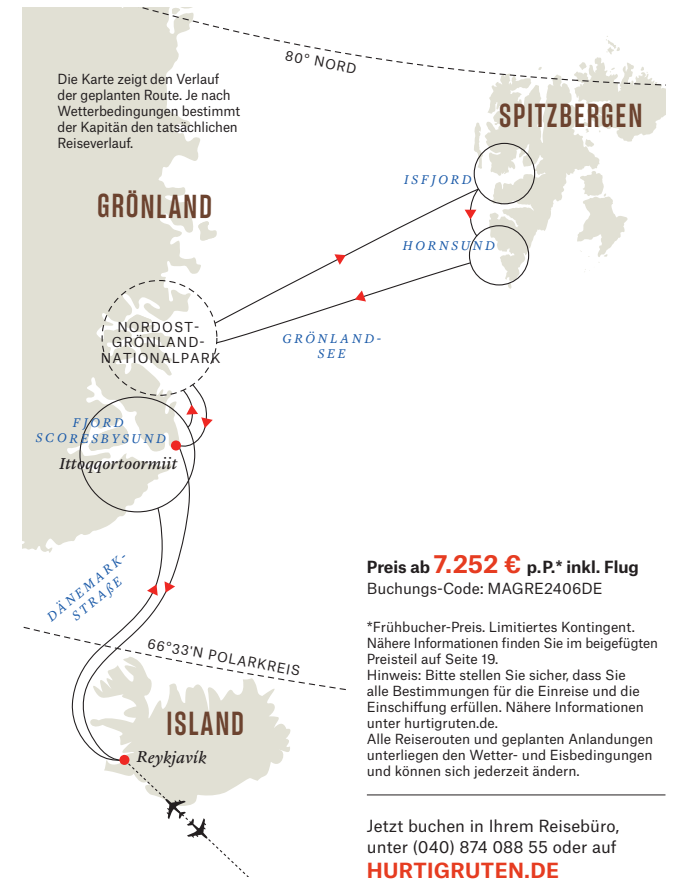 80° NORD
Die Karte zeigt den Verlauf
der geplanten Route. Je nach
Wetterbedingungen bestimmt
der Kapitän den tatsächlichen
Reiseverlauf.
SPITZBERGEN
ISFJORD
GRÖNLAND
HORNSUND
NORDOST-
GRÖNLAND-
NATIONALPARK
GRÖNLAND-
SEE
FJORD
SCORESBYSUND
Ittoqqortoormiit
DÄNEMARK-
STRAßE
66°33'N POLARKREIS
ISLAND
Reykjavík
Preis ab 7.252 € p.P.* inkl. Flug
Buchungs-Code: MAGRE2406DE
*Frühbucher-Preis. Limitiertes Kontingent.
Nähere Informationen finden Sie im beigefügten
Preisteil auf Seite 19.
Hinweis: Bitte stellen Sie sicher, dass Sie
alle Bestimmungen für die Einreise und die
Einschiffung erfüllen. Nähere Informationen
unter hurtigruten.de.
Alle Reiserouten und geplanten Anlandungen
unterliegen den Wetter- und Eisbedingungen
und können sich jederzeit ändern.
Jetzt buchen in Ihrem Reisebüro,
unter (040) 874 088 55 oder auf
HURTIGRUTEN.DE